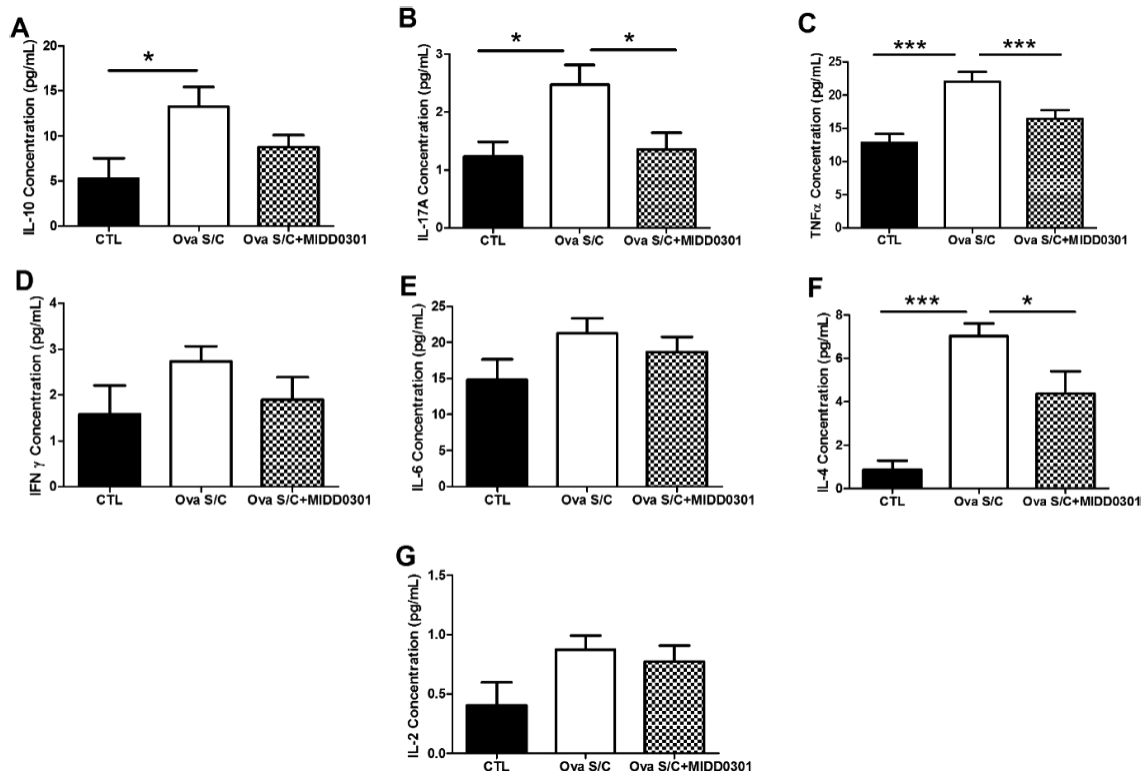 A
IL-10 Concentration (pg/mL)
20
15
10
5
0
*
CTL
Ova S/C
Ova S/C+MIDD0301
B
IL-17A Concentration (pg/mL)
3
2
1
0
*
*
CTL
Ova S/C
Ova S/C+MIDD0301
C
TNFα Concentration (pg/mL)
25
20
15
10
5
0
***
***
CTL
Ova S/C
Ova S/C+MIDD0301
D
IFN γ Concentration (pg/mL)
4
3
2
1
0
CTL
Ova S/C
Ova S/C+MIDD0301
E
IL-6 Concentration (pg/mL)
25
20
15
10
5
0
CTL
Ova S/C
Ova S/C+MIDD0301
F
IL-4 Concentration (pg/mL)
8
6
4
2
0
***
*
CTL
Ova S/C
Ova S/C+MIDD0301
G
IL-2 Concentration (pg/mL)
1.5
1.0
0.5
0.0
CTL
Ova S/C
Ova S/C+MIDD0301